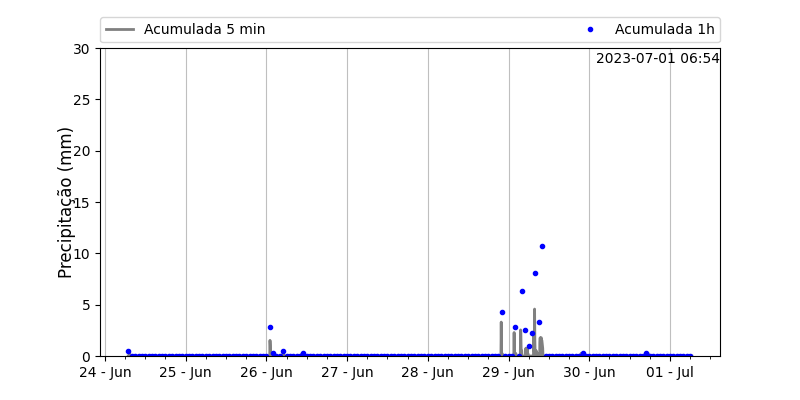 Acumulada 5 min
Acumulada 1h
2023-07-01 06:54
Precipitação (mm)
30
25
20
15
10
5
0
24 - Jun
25 - Jun
26 - Jun
27 - Jun
28 - Jun
29 - Jun
30 - Jun
01 - Jul